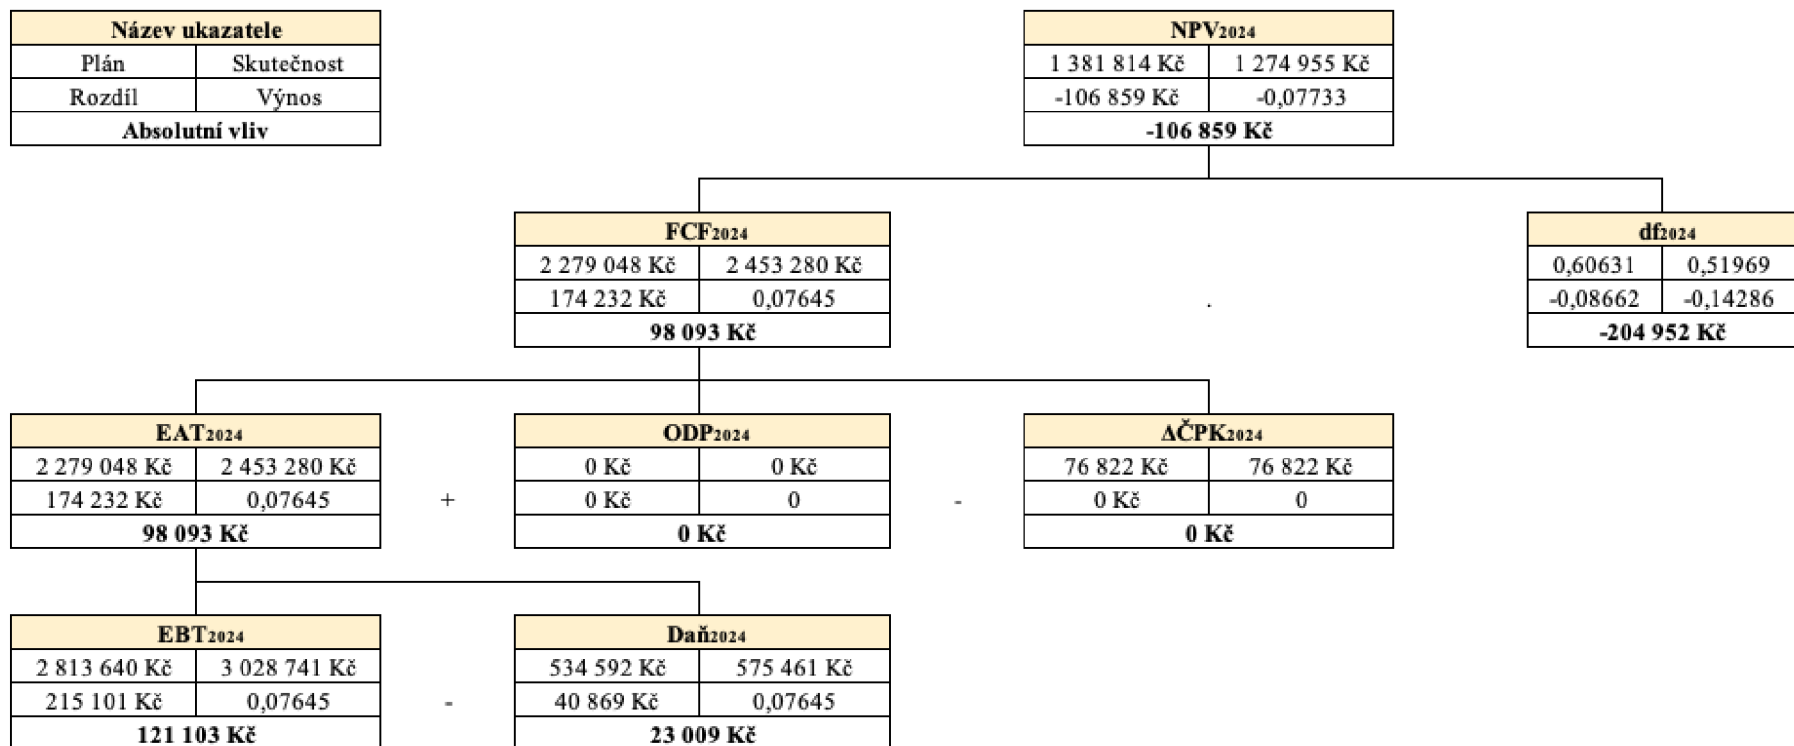 Název ukazatele
Plán Skutečnost
Rozdíl Výnos
Absolutní vliv
NPV2024
1 381 814 Kč 1 274 955 Kč
-106 859 Kč -0,07733
-106 859 Kč
FCF2024
2 279 048 Kč 2 453 280 Kč
174 232 Kč 0,07645
98 093 Kč
.
df2024
0,60631 0,51969
-0,08662 -0,14286
-204 952 Kč
EAT2024
2 279 048 Kč 2 453 280 Kč
174 232 Kč 0,07645
98 093 Kč
+
ODP2024
0 Kč 0 Kč
0 Kč 0
0 Kč
-
ΔČPK2024
76 822 Kč 76 822 Kč
0 Kč 0
0 Kč
EBT2024
2 813 640 Kč 3 028 741 Kč
215 101 Kč 0,07645
121 103 Kč
-
Daň2024
534 592 Kč 575 461 Kč
40 869 Kč 0,07645
23 009 Kč